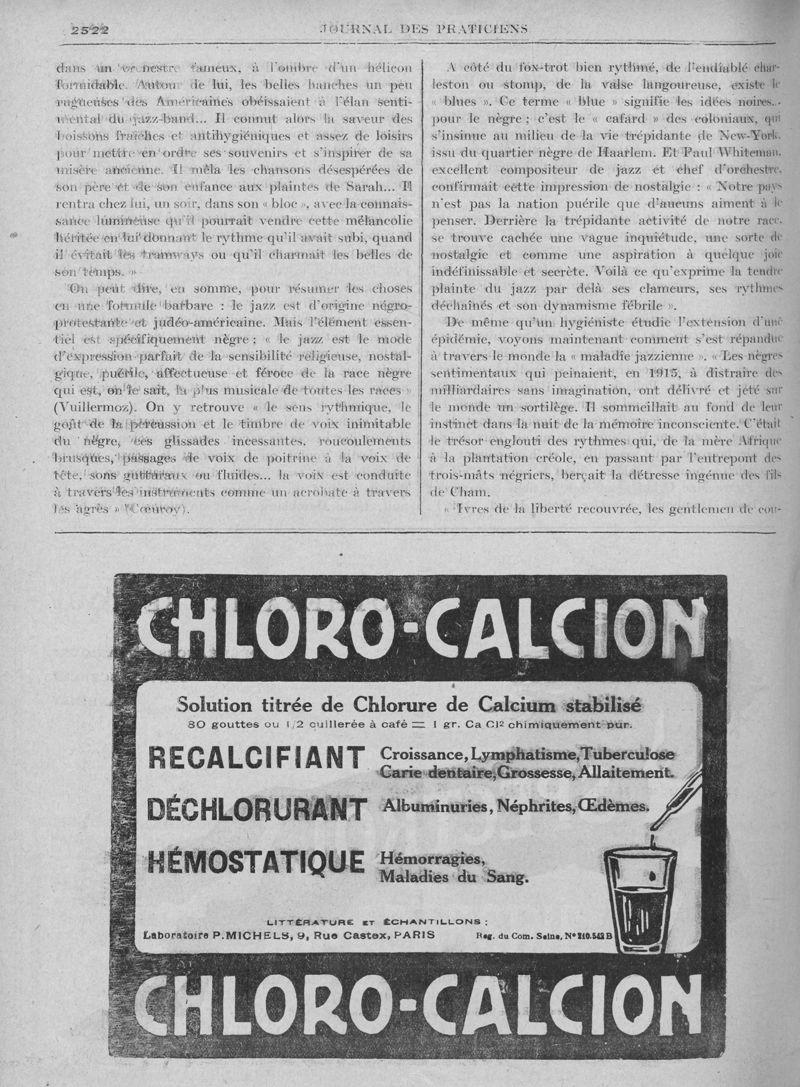 2522
JOURNAL DES PRATICIENS
dans un orchestre fameux, à l'ombre d'un hélicon
formidable. Autour de lui, les belles hanches un peu
rugueuses des Américaines obéissaient à l'élan senti-
mental du jazz-band... Il connut alors la saveur des
boissons fraîches et antihygiéniques et assez de loisirs
pour mettre en ordre ses souvenirs et s'inspirer de sa
misère ancienne. Il mêla les chansons désespérées de
son père et de son enfance aux plaintes de Sarah... Il
rentra chez lui, un soir, dans son « bloc », avec la connais-
sance lumineuse qu'il pourrait vendre cette mélancolie
héritée en lui donnant le rythme qu'il avait subi, quand
il évitait les tramways ou qu'il charmait les belles de
son temps. »
On peut dire, en somme, pour résumer les choses
en une formule barbare : le jazz est d'origine négro-
protestante et judéo-américaine. Mais l'élément essen-
tiel est spécifiquement nègre : « le jazz est le mode
d'expression parfait de la sensibilité religieuse, nostal-
gique, puérile, affectueuse et féroce de la race nègre
qui est, on le sait, la plus musicale de toutes les races »
(Vuillermoz). On y retrouve « le sens rythmique, le
goût de la percussion et le timbre de voix inimitable
du nègre, ces glissades incessantes, roucoulements
brusques, passages de voix de poitrine à la voix de
tête, sons gutturaux ou fluides... la voix est conduite
à travers les instruments comme un acrobate à travers
les agrès » (Cœuroy).
A côté du fox-trot bien rythmé, de l'endiablé char-
leston ou stomp, de la valse langoureuse, existe le
« blues ». Ce terme « blue » signifie les idées noires..
pour le nègre ; c'est le « cafard » des coloniaux, qui
s'insinue au milieu de la vie trépidante de New-York.
issu du quartier nègre de Haarlem. Et Paul Whiteman,
excellent compositeur de jazz et chef d'orchestre,
confirmait cette impression de nostalgie : « Notre pays
n'est pas la nation puérile que d'aucuns aiment à le
penser. Derrière la trépidante activité de notre race,
se trouve cachée une vague inquiétude, une sorte de
nostalgie et comme une aspiration à quelque joie
indéfinissable et secrète. Voilà ce qu'exprime la tendre
plainte du jazz par delà ses clameurs, ses rythmes
déchaînés et son dynamisme fébrile ».
De même qu'un hygiéniste étudie l'extension d'une
épidémie, voyons maintenant comment s'est répandue
à travers le monde la « maladie jazzienne ». « Les nègres
sentimentaux qui peinaient, en 1915, à distraire des
milliardaires sans imagination, ont délivré et jeté sur
le monde un sortilège. Il sommeillait au fond de leur
instinct dans la nuit de la mémoire inconsciente. C'était
le trésor englouti des rythmes qui, de la mère Afrique
à la plantation créole, en passant par l'entrepont des
trois-mâts négriers, berçait la détresse ingénue des fils
de Cham.
« Ivres de la liberté recouvrée, les gentlemen de cou-
CHLORO-CALCION
Solution titrée de Chlorure de Calcium stabilisé
80 gouttes ou 1/2 cuillerée à café = 1 gr. Ca Cl² chimiquement pur.
RECALCIFIANT
Croissance, Lymphatisme, Tuberculose
Carie dentaire, Grossesse, Allaitement.
DÉCHLORURANT
Albuminuries, Néphrites, Œdèmes.
HÉMOSTATIQUE
Hémorragies,
Maladies du Sang.
LITTÉRATURE ET ÉCHANTILLONS :
Laboratoire P. MICHELS, 9, Rue Castex, PARIS
Reg. du Com. Seine, Nº 210.542 B
CHLORO-CALCION